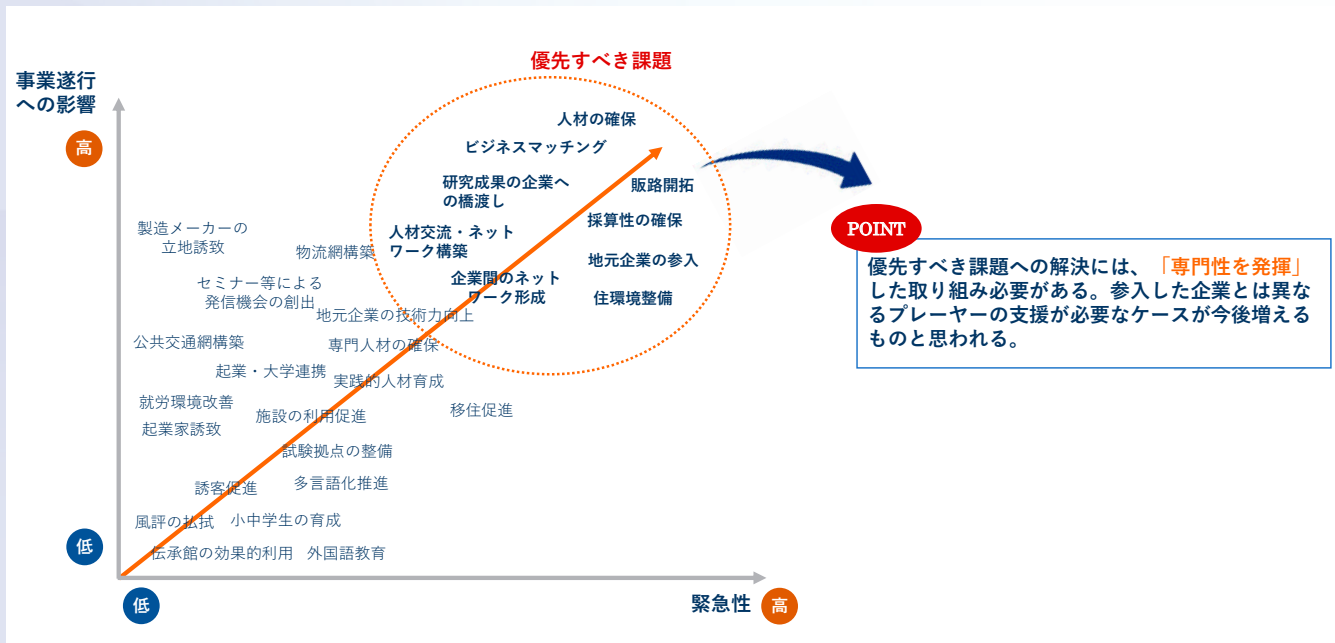 優先すべき課題
事業遂行
への影響
高
人材の確保
ビジネスマッチング
研究成果の企業へ
の橋渡し
販路開拓
採算性の確保
人材交流・ネット
ワーク構築
地元企業の参入
企業間のネット
ワーク形成
住環境整備
製造メーカーの
立地誘致
物流網構築
セミナー等による
発信機会の創出
地元企業の技術力向上
公共交通網構築
専門人材の確保
起業・大学連携
実践的人材育成
就労環境改善
施設の利用促進
移住促進
起業家誘致
試験拠点の整備
誘客促進
多言語化推進
風評の払拭
小中学生の育成
伝承館の効果的利用
外国語教育
低
低
緊急性
高
POINT
優先すべき課題への解決には、「専門性を発揮」
した取り組み必要がある。参入した企業とは異な
るプレーヤーの支援が必要なケースが今後増える
ものと思われる。